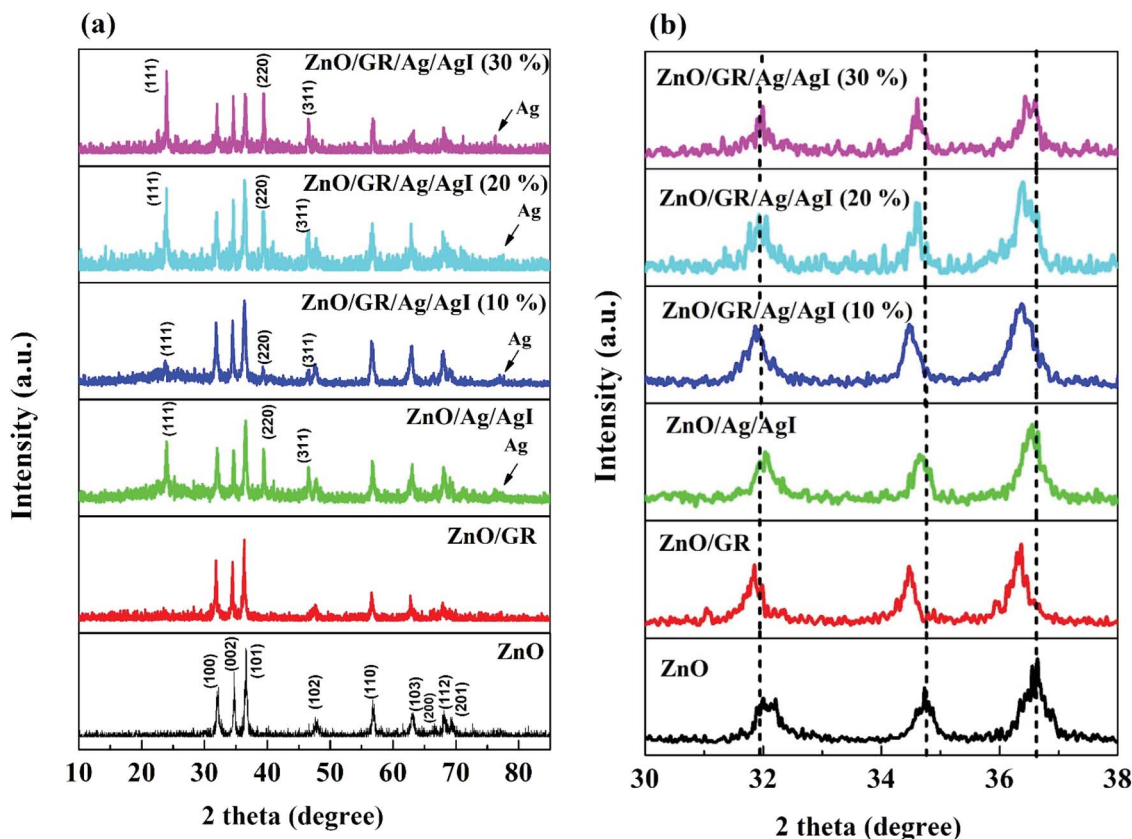 (a)
Intensity (a.u.)
ZnO/GR/Ag/AgI (30 %)
(111)
(220)
(311)
Ag
ZnO/GR/Ag/AgI (20 %)
(111)
(220)
(311)
Ag
ZnO/GR/Ag/AgI (10 %)
(111)
(220)
(311)
Ag
ZnO/Ag/AgI
(111)
(220)
(311)
Ag
ZnO/GR
ZnO
(100)
(002)
(101)
(102)
(110)
(103)
(200)
(112)
(201)
10 20 30 40 50 60 70 80
2 theta (degree)
(b)
Intensity (a.u.)
ZnO/GR/Ag/AgI (30 %)
ZnO/GR/Ag/AgI (20 %)
ZnO/GR/Ag/AgI (10 %)
ZnO/Ag/AgI
ZnO/GR
ZnO
30 32 34 36 38
2 theta (degree)